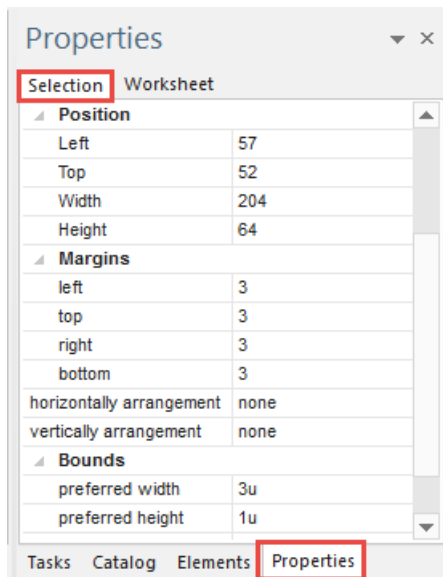 Properties
Selection Worksheet
Position
Left 57
Top 52
Width 204
Height 64
Margins
left 3
top 3
right 3
bottom 3
horizontally arrangement none
vertically arrangement none
Bounds
preferred width 3u
preferred height 1u
Tasks Catalog Elements Properties